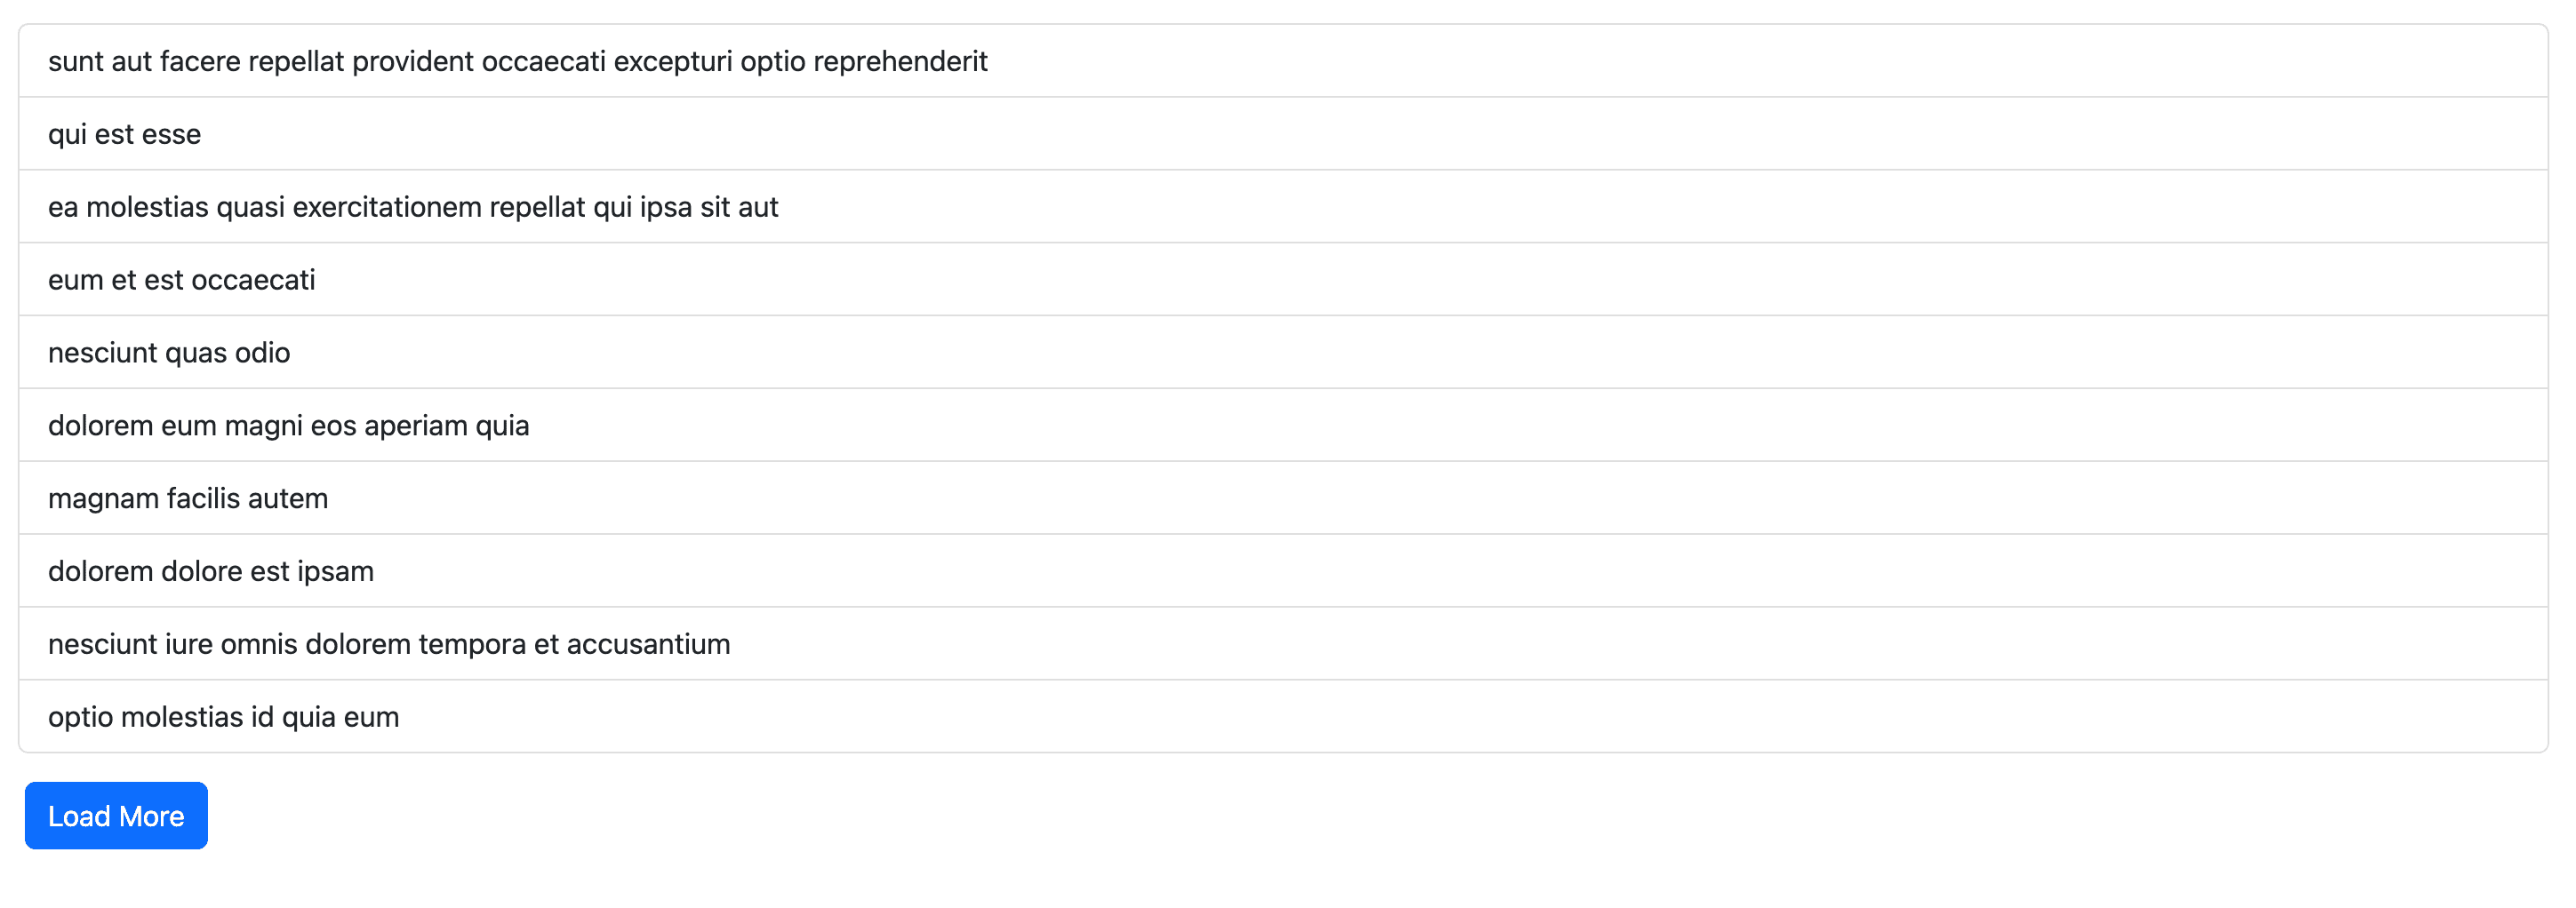 sunt aut facere repellat provident occaecati excepturi optio reprehenderit
qui est esse
ea molestias quasi exercitationem repellat qui ipsa sit aut
eum et est occaecati
nesciunt quas odio
dolorem eum magni eos aperiam quia
magnam facilis autem
dolorem dolore est ipsam
nesciunt iure omnis dolorem tempora et accusantium
optio molestias id quia eum
Load More